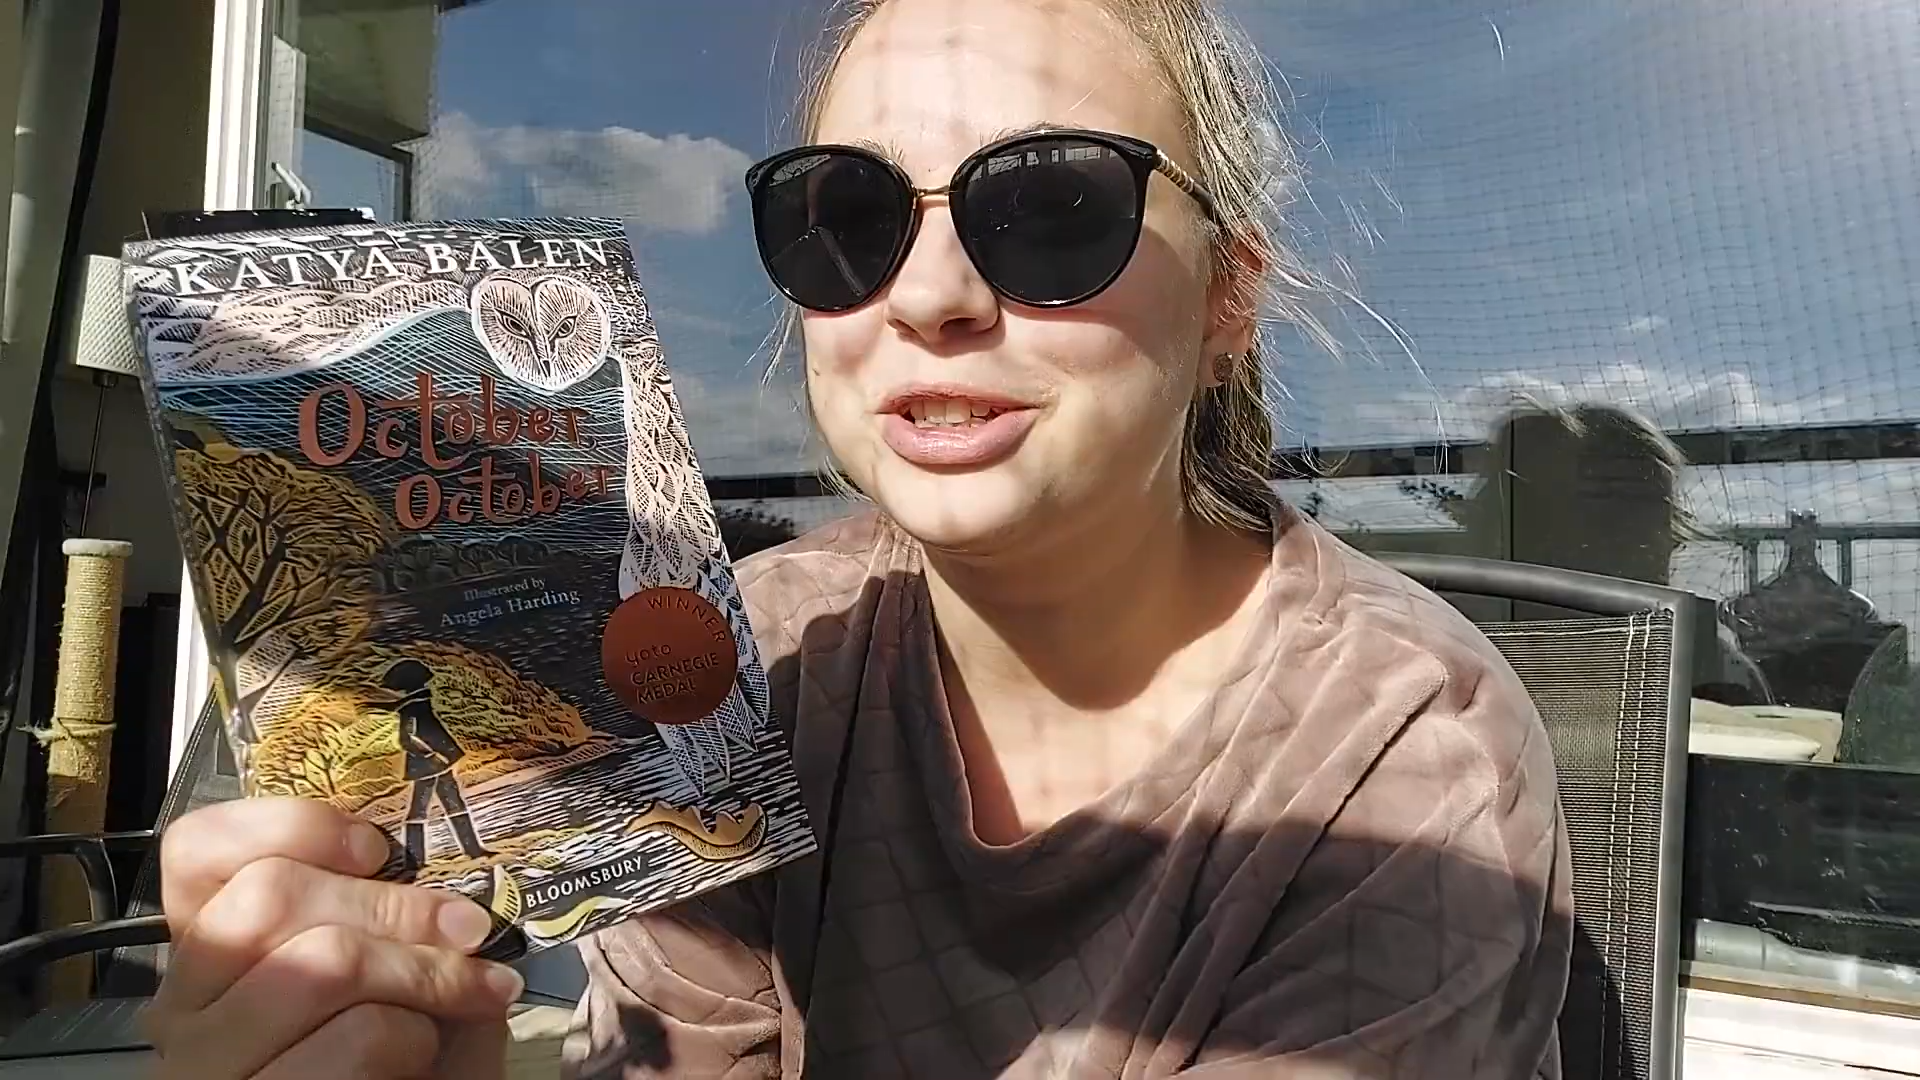 KATYA BALEN
October,
October
Illustrated by
Angela Harding
WINNER
yoto
CARNEGIE
MEDAL
BLOOMSBURY